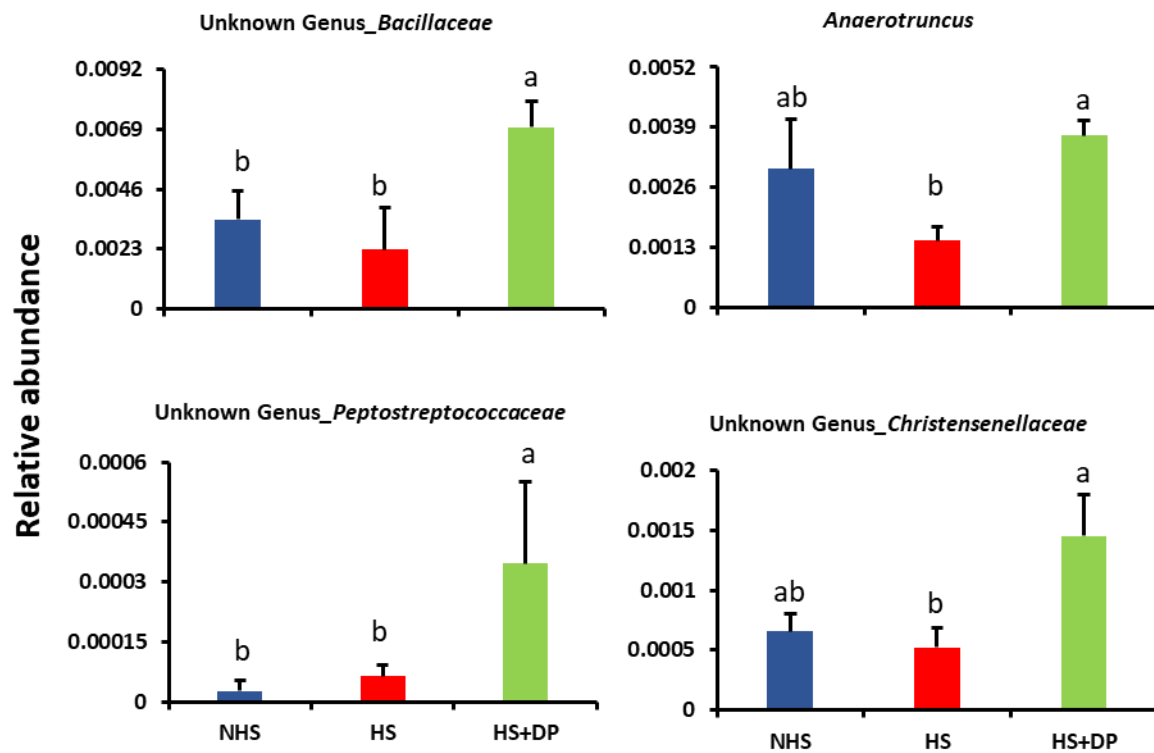 Relative abundance
Unknown Genus_Bacillaceae
0.0092
0.0069
0.0046
0.0023
0
b
b
a
Anaerotruncus
0.0052
0.0039
0.0026
0.0013
0
ab
b
a
Unknown Genus_Peptostreptococcaceae
0.0006
0.00045
0.0003
0.00015
0
b
b
a
NHS HS HS+DP
Unknown Genus_Christensenellaceae
0.002
0.0015
0.001
0.0005
0
ab
b
a
NHS HS HS+DP